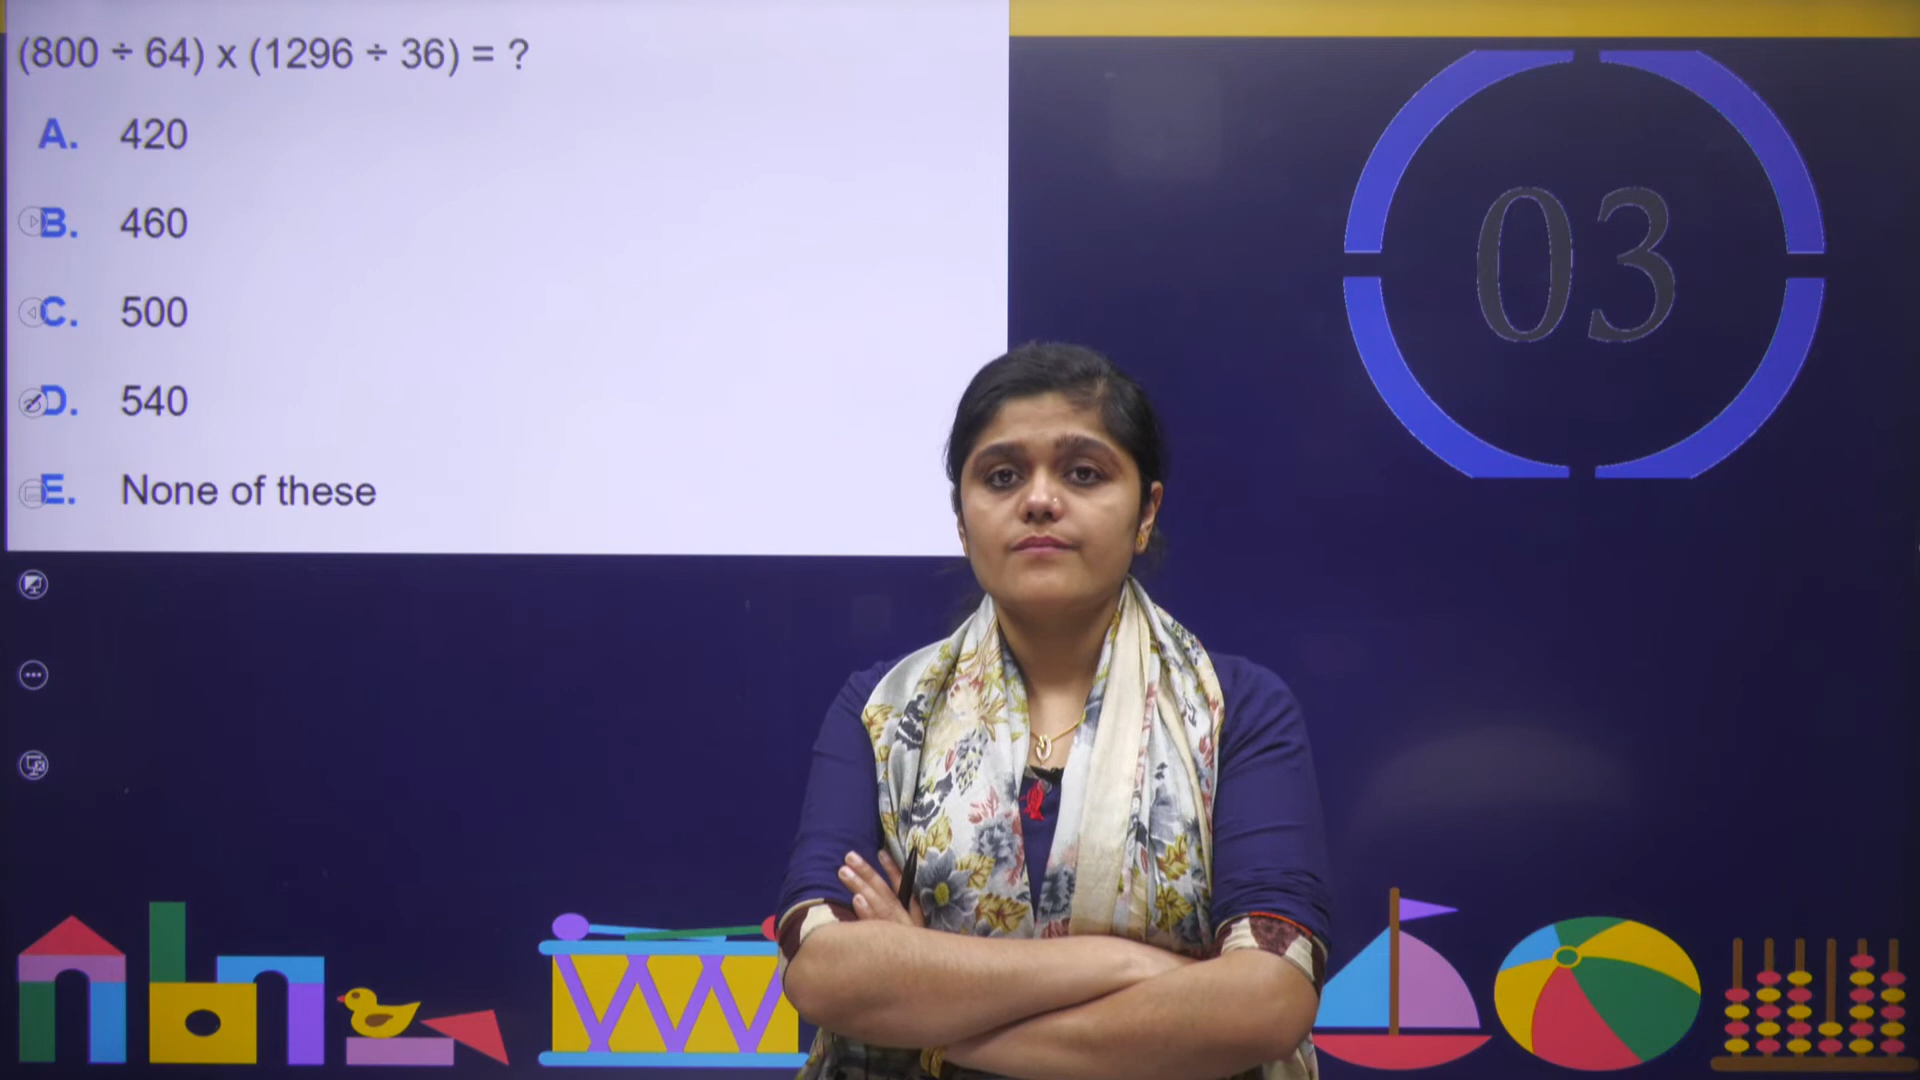 (800 ÷ 64) x (1296 ÷ 36) = ?
A. 420
B. 460
C. 500
D. 540
E. None of these
03